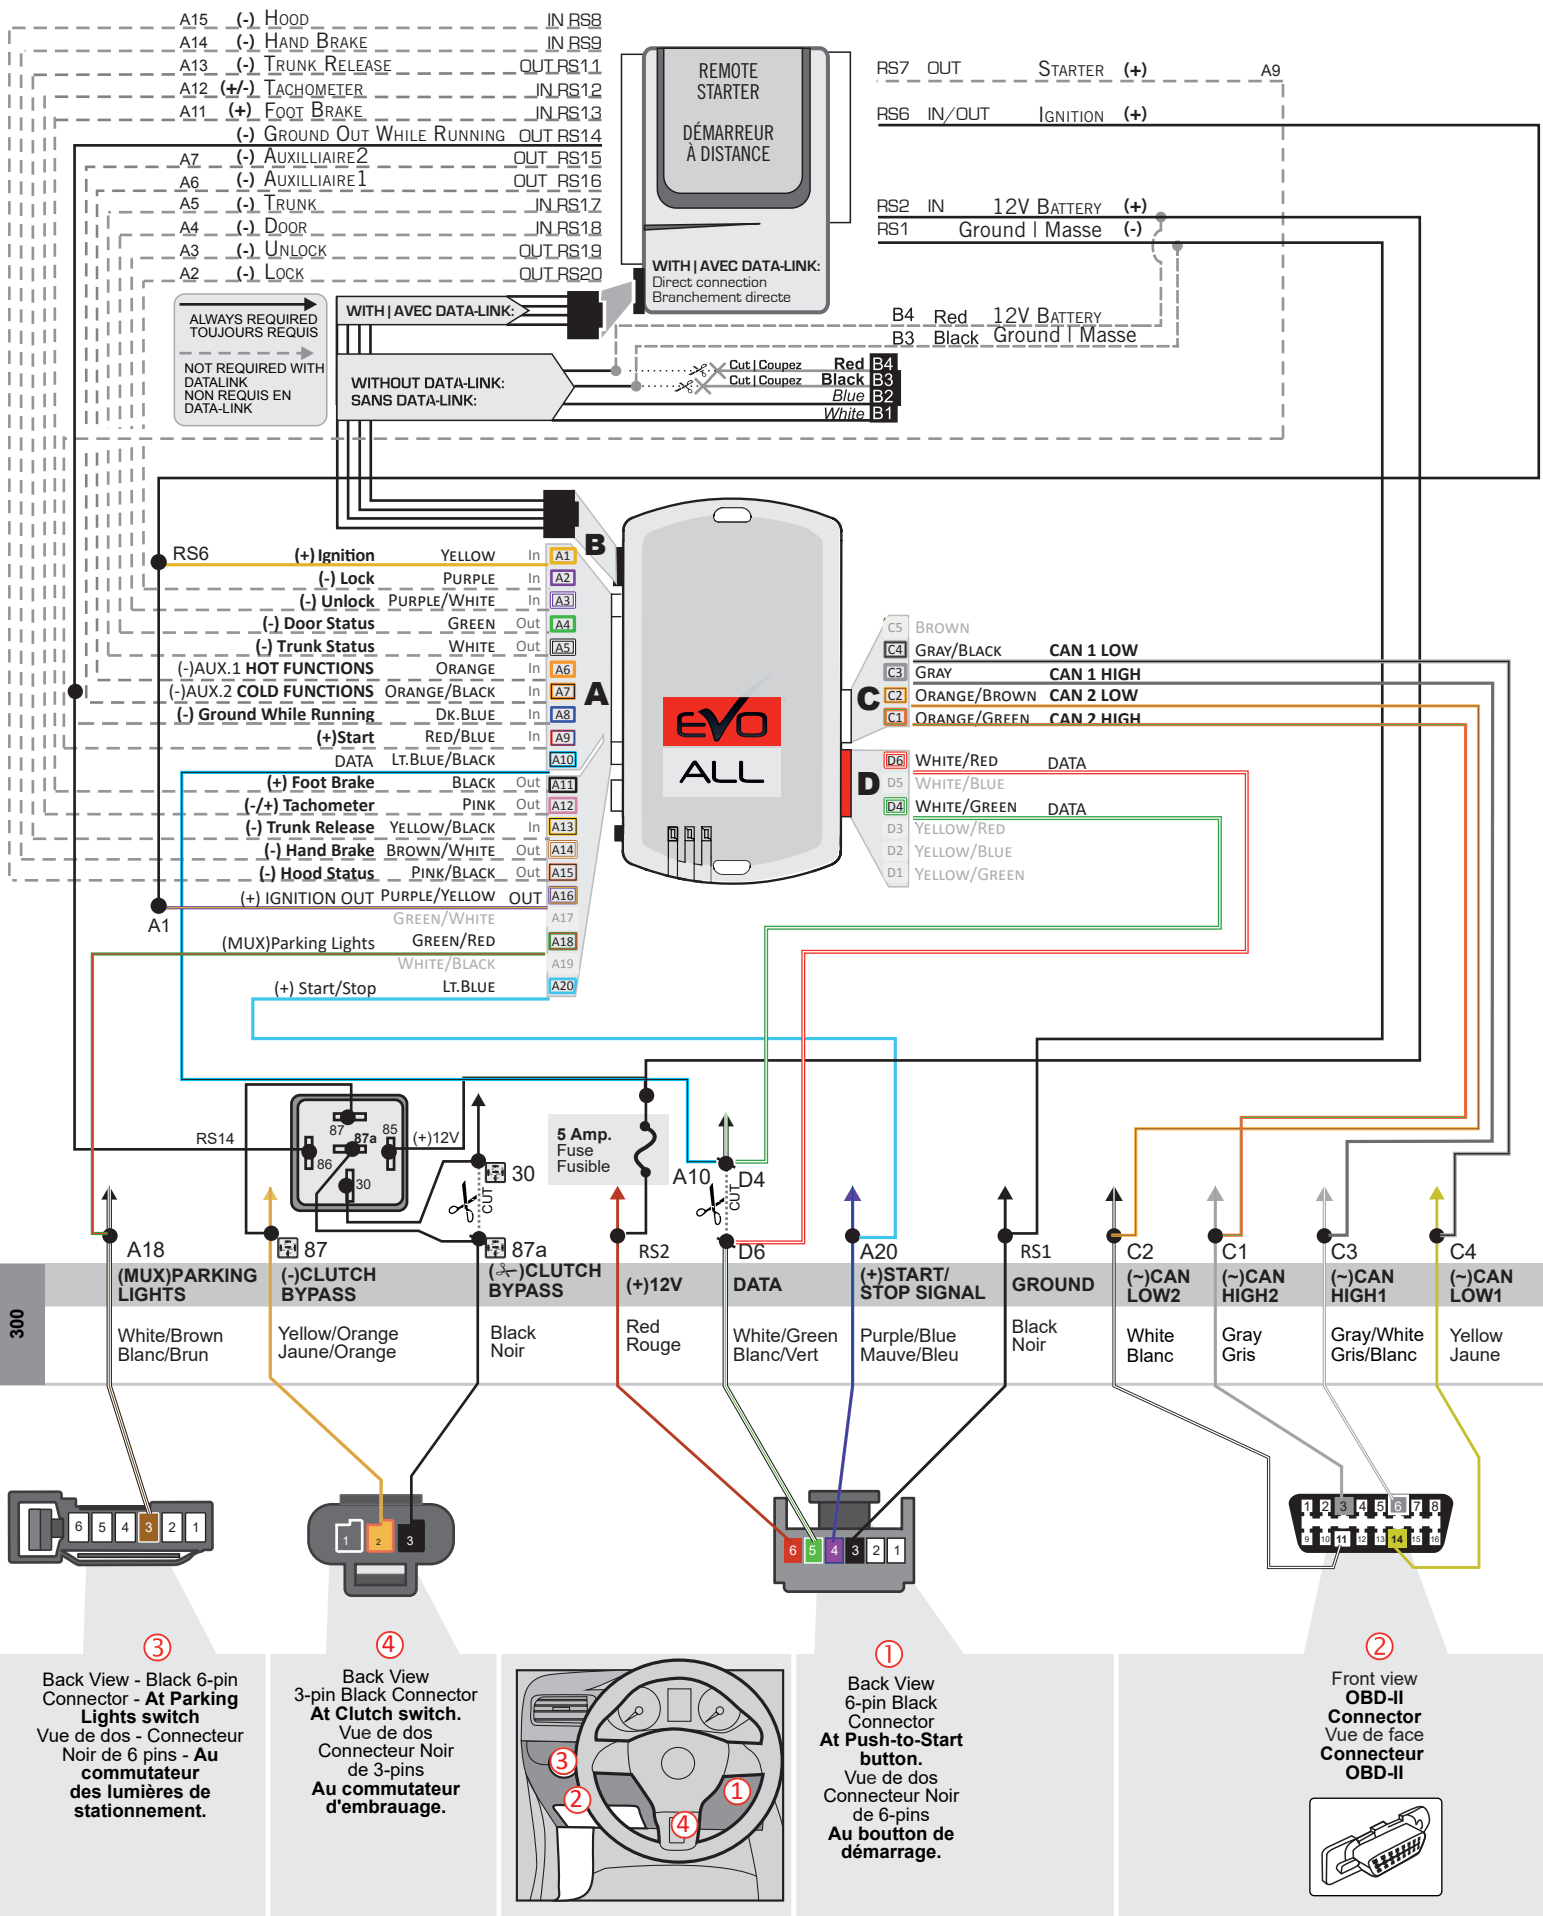 A15 (-) HOOD IN RS8
A14 (-) HAND BRAKE IN RS9
A13 (-) TRUNK RELEASE OUT RS11
A12 (+/-) TACHOMETER IN RS12
A11 (+) FOOT BRAKE IN RS13
(-) GROUND OUT WHILE RUNNING OUT RS14
A7 (-) AUXILLIAIRE2 OUT RS15
A6 (-) AUXILLIAIRE1 OUT RS16
A5 (-) TRUNK IN RS17
A4 (-) DOOR IN RS18
A3 (-) UNLOCK OUT RS19
A2 (-) LOCK OUT RS20
REMOTE
STARTER
DÉMARREUR
À DISTANCE
WITH | AVEC DATA-LINK:
Direct connection
Branchement directe
RS7 OUT STARTER (+) A9
RS6 IN/OUT IGNITION (+)
RS2 IN 12V BATTERY (+)
RS1 Ground | Masse (-)
B4 Red 12V BATTERY
B3 Black Ground | Masse
ALWAYS REQUIRED
TOUJOURS REQUIS
NOT REQUIRED WITH
DATALINK
NON REQUIS EN
DATA-LINK
WITH | AVEC DATA-LINK:
WITHOUT DATA-LINK:
SANS DATA-LINK:
Cut | Coupez Red B4
Cut | Coupez Black B3
Blue B2
White B1
RS6 (+) Ignition YELLOW In A1
(-) Lock PURPLE In A2
(-) Unlock PURPLE/WHITE In A3
(-) Door Status GREEN Out A4
(-) Trunk Status WHITE Out A5
(-)AUX.1 HOT FUNCTIONS ORANGE In A6
(-)AUX.2 COLD FUNCTIONS ORANGE/BLACK In A7
(-) Ground While Running DK.BLUE In A8
(+)Start RED/BLUE In A9
DATA LT.BLUE/BLACK A10
(+) Foot Brake BLACK Out A11
(-/+) Tachometer PINK Out A12
(-) Trunk Release YELLOW/BLACK In A13
(-) Hand Brake BROWN/WHITE Out A14
(-) Hood Status PINK/BLACK Out A15
(+) IGNITION OUT PURPLE/YELLOW OUT A16
A1
GREEN/WHITE A17
(MUX)Parking Lights GREEN/RED A18
WHITE/BLACK A19
(+) Start/Stop LT.BLUE A20
B
A
EVO
ALL
C
D
C5 BROWN
C4 GRAY/BLACK CAN 1 LOW
C3 GRAY CAN 1 HIGH
C2 ORANGE/BROWN CAN 2 LOW
C1 ORANGE/GREEN CAN 2 HIGH
D6 WHITE/RED DATA
D5 WHITE/BLUE
D4 WHITE/GREEN DATA
D3 YELLOW/RED
D2 YELLOW/BLUE
D1 YELLOW/GREEN
RS14
87
87a
85
86
30
(+)12V
30
CUT
87
87a
5 Amp.
Fuse
Fusible
A10 D4
CUT
A18
RS2
D6
A20
RS1
C2
C1
C3
C4
300
(MUX)PARKING
LIGHTS
(-)CLUTCH
BYPASS
(✂)CLUTCH
BYPASS
(+)12V
DATA
(+)START/
STOP SIGNAL
GROUND
(~)CAN
LOW2
(~)CAN
HIGH2
(~)CAN
HIGH1
(~)CAN
LOW1
White/Brown
Blanc/Brun
Yellow/Orange
Jaune/Orange
Black
Noir
Red
Rouge
White/Green
Blanc/Vert
Purple/Blue
Mauve/Bleu
Black
Noir
White
Blanc
Gray
Gris
Gray/White
Gris/Blanc
Yellow
Jaune
6 5 4 3 2 1
1 2 3
6 5 4 3 2 1
1 2 3 4 5 6 7 8
9 10 11 12 13 14 15 16
3
Back View - Black 6-pin
Connector - At Parking
Lights switch
Vue de dos - Connecteur
Noir de 6 pins - Au
commutateur
des lumières de
stationnement.
4
Back View
3-pin Black Connector
At Clutch switch.
Vue de dos
Connecteur Noir
de 3-pins
Au commutateur
d'embrauage.
3
2
1
4
1
Back View
6-pin Black
Connector
At Push-to-Start
button.
Vue de dos
Connecteur Noir
de 6-pins
Au boutton de
démarrage.
2
Front view
OBD-II
Connector
Vue de face
Connecteur
OBD-II